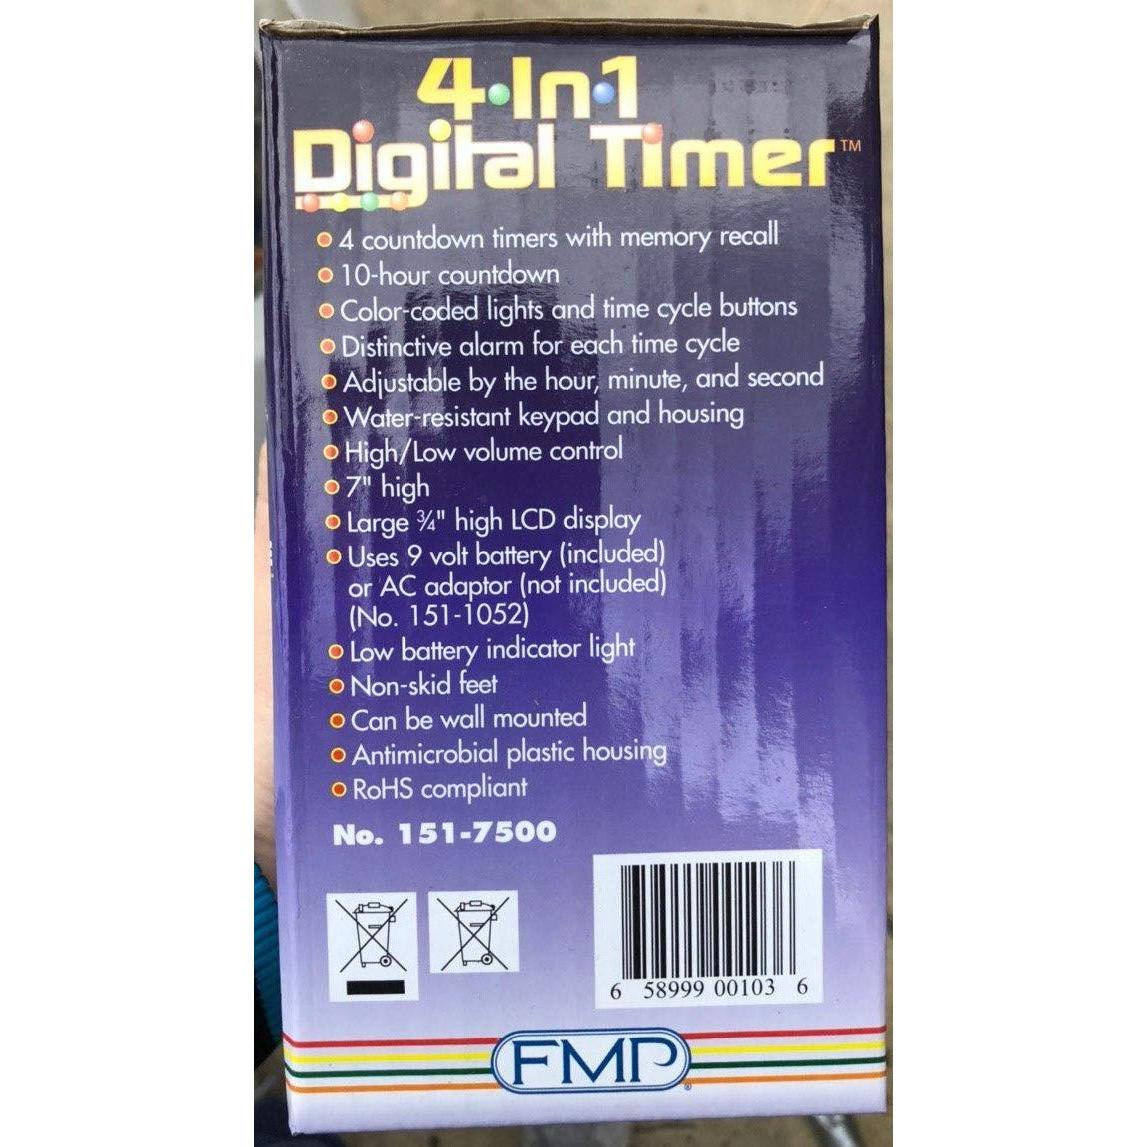 4·In·1
Digital Timer™
4 countdown timers with memory recall
10-hour countdown
Color-coded lights and time cycle buttons
Distinctive alarm for each time cycle
Adjustable by the hour, minute, and second
Water-resistant keypad and housing
High/Low volume control
7" high
Large ¾" high LCD display
Uses 9 volt battery (included)
or AC adaptor (not included)
(No. 151-1052)
Low battery indicator light
Non-skid feet
Can be wall mounted
Antimicrobial plastic housing
RoHS compliant
No. 151-7500
6 58999 00103 6
FMP®